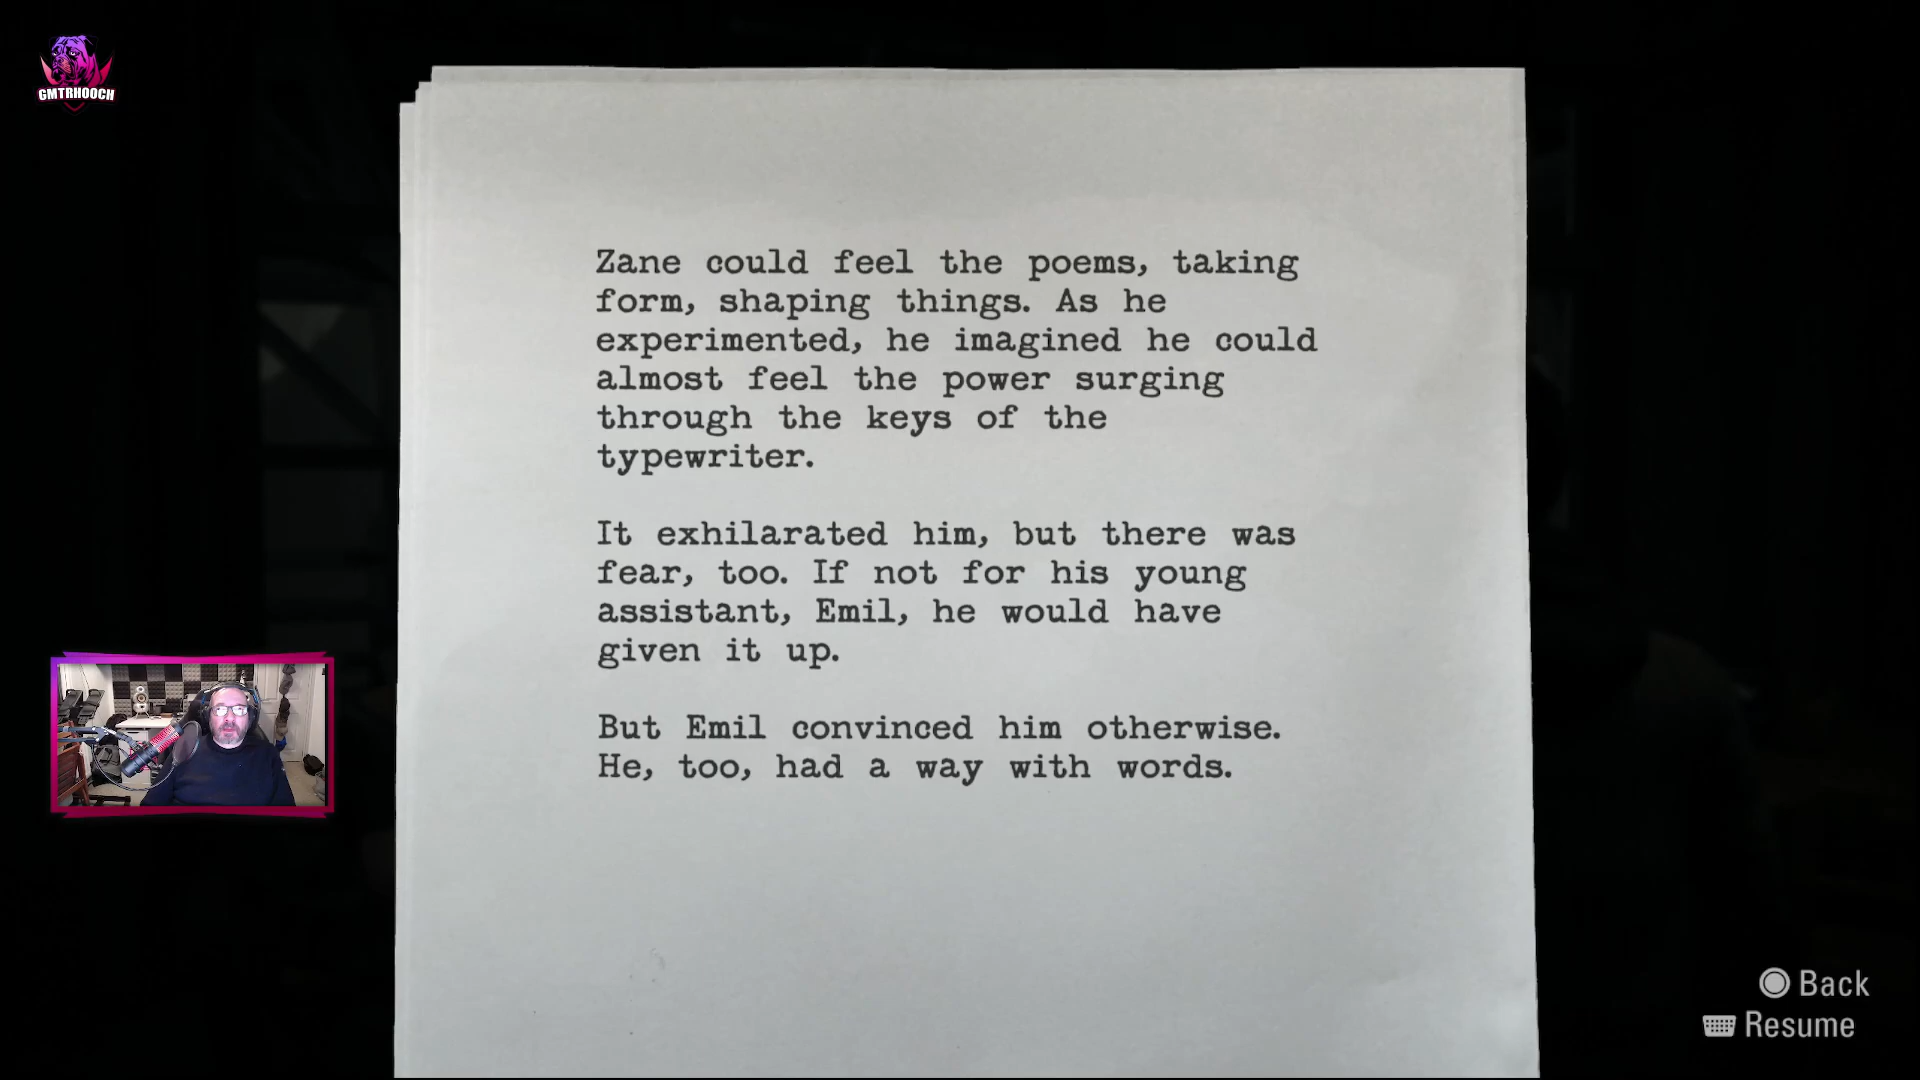 GMTRHOOCH
Zane could feel the poems, taking
form, shaping things. As he
experimented, he imagined he could
almost feel the power surging
through the keys of the
typewriter.
It exhilarated him, but there was
fear, too. If not for his young
assistant, Emil, he would have
given it up.
But Emil convinced him otherwise.
He, too, had a way with words.
Back
Resume